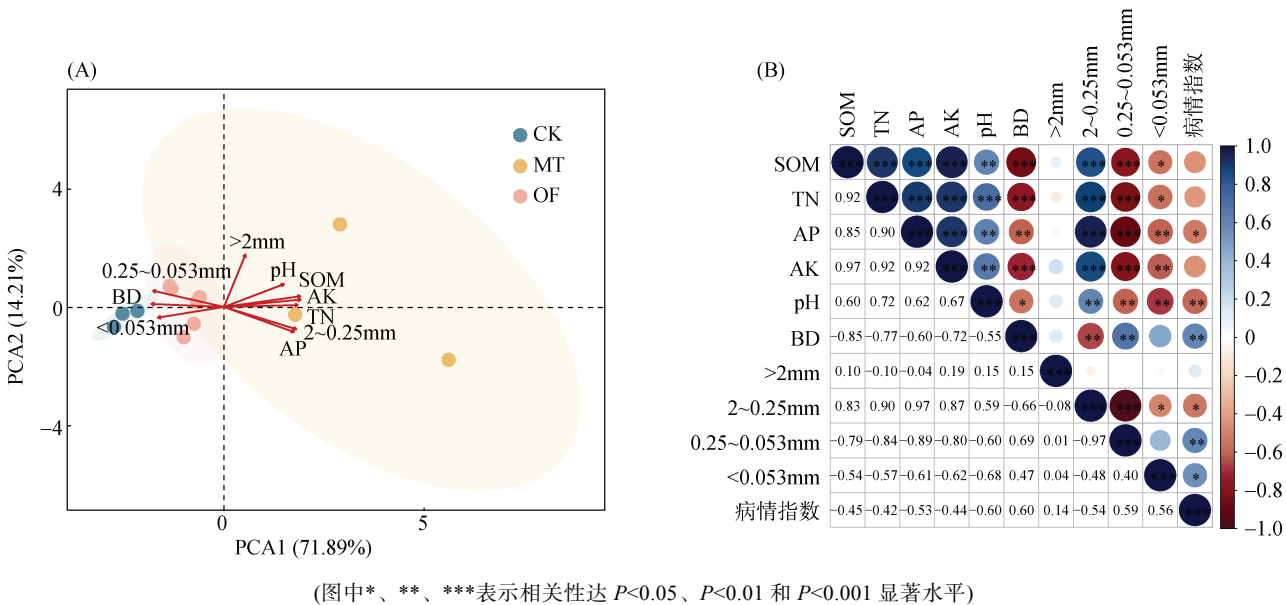 (A)
CK
MT
OF
4
0
−4
0
5
PCA2 (14.21%)
PCA1 (71.89%)
>2mm
pH
SOM
AK
TN
2~0.25mm
AP
0.25~0.053mm
BD
<0.053mm
(B)
SOM TN AP AK pH BD >2mm 2~0.25mm 0.25~0.053mm <0.053mm 病情指数
SOM *** *** *** *** ** *** *** *** *
TN 0.92 *** *** *** *** *** *** *** *
AP 0.85 0.90 *** *** ** ** *** *** ** *
AK 0.97 0.92 0.92 *** ** *** *** *** **
pH 0.60 0.72 0.62 0.67 *** * ** ** *** **
BD −0.85 −0.77 −0.60 −0.72 −0.55 *** ** ** **
>2mm 0.10 −0.10 −0.04 0.19 0.15 0.15 ***
2~0.25mm 0.83 0.90 0.97 0.87 0.59 −0.66 −0.08 *** *** * *
0.25~0.053mm −0.79 −0.84 −0.89 −0.80 −0.60 0.69 0.01 −0.97 *** **
<0.053mm −0.54 −0.57 −0.61 −0.62 −0.68 0.47 0.04 −0.48 0.40 *** *
病情指数 −0.45 −0.42 −0.53 −0.44 −0.60 0.60 0.14 −0.54 0.59 0.56 ***
1.0
0.8
0.6
0.4
0.2
0
−0.2
−0.4
−0.6
−0.8
−1.0
(图中*、**、***表示相关性达 P<0.05、P<0.01 和 P<0.001 显著水平)